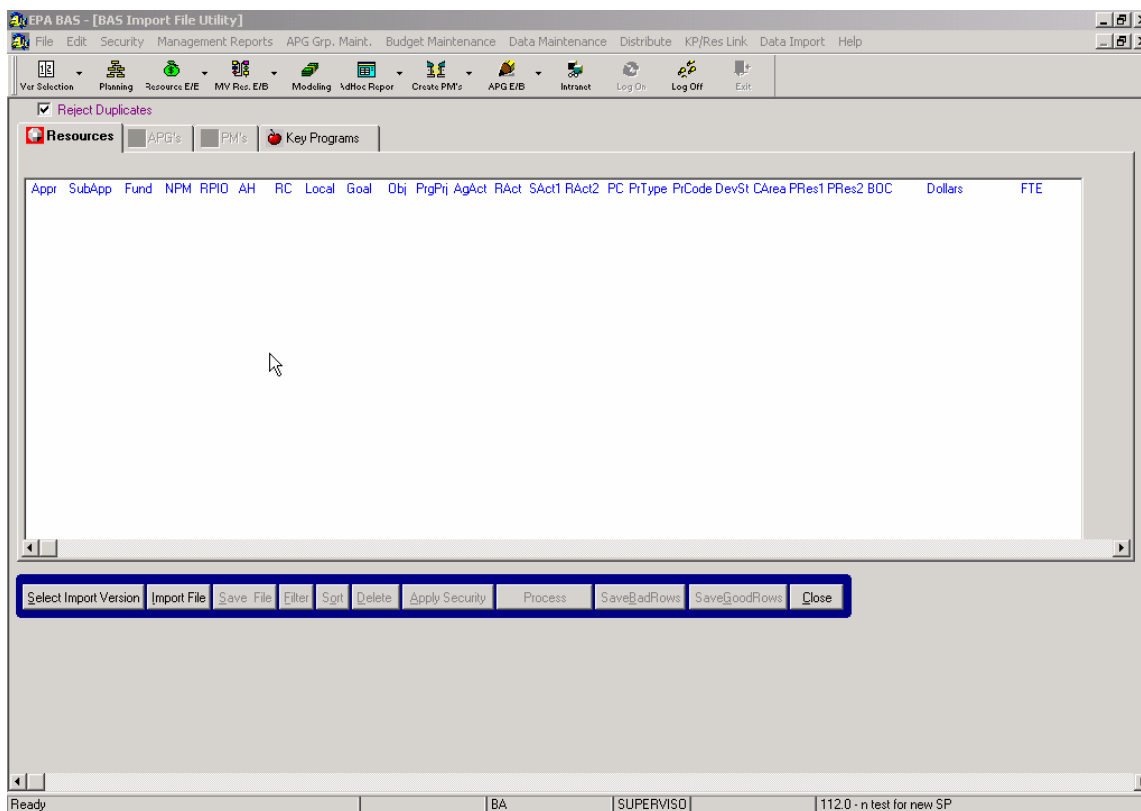 EPA BAS - [BAS Import File Utility]
File Edit Security Management Reports APG Grp. Maint. Budget Maintenance Data Maintenance Distribute KP/Res Link Data Import Help
Ver Selection Planning Resource E/E MV Res. E/B Modeling AdHoc Repor Create PM's APG E/B Intranet Log On Log Off Exit
Reject Duplicates
Resources APG's PM's Key Programs
Appr SubApp Fund NPM RPIO AH RC Local Goal Obj PrgPrj AgAct RAct SAct1 RAct2 PC PrType PrCode DevSt CArea PRes1 PRes2 BOC Dollars FTE
Select Import Version Import File Save File Filter Sort Delete Apply Security Process SaveBadRows SaveGoodRows Close
Ready BA SUPERVISO 112.0 - n test for new SP